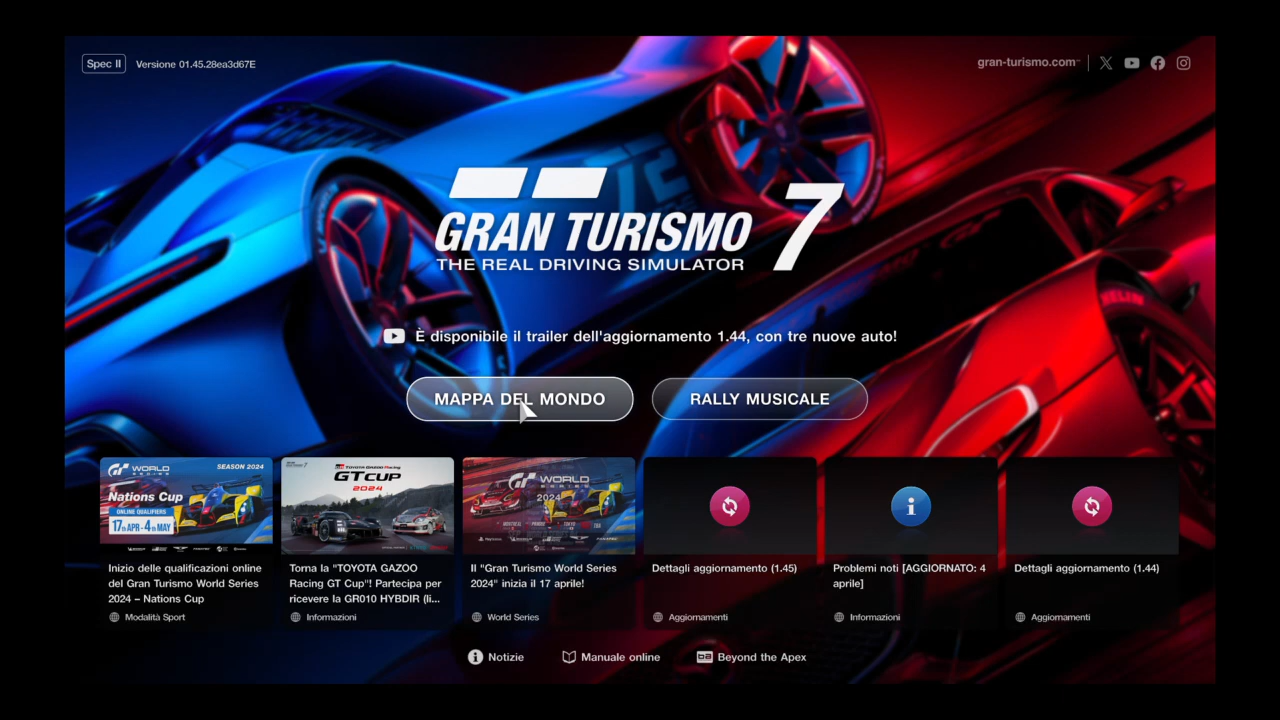 Spec II
Versione 01.45.28ea3d67E
gran-turismo.com
GRAN TURISMO 7
THE REAL DRIVING SIMULATOR
È disponibile il trailer dell'aggiornamento 1.44, con tre nuove auto!
MAPPA DEL MONDO
RALLY MUSICALE
GT WORLD SERIES
SEASON 2024
Nations Cup
ONLINE QUALIFIERS
17th APR - 4th MAY
Inizio delle qualificazioni online
del Gran Turismo World Series
2024 – Nations Cup
Modalità Sport
TOYOTA GAZOO Racing
GT CUP
2024
Torna la "TOYOTA GAZOO
Racing GT Cup"! Partecipa per
ricevere la GR010 HYBDIR (li...
Informazioni
GT WORLD SERIES
2024
Il "Gran Turismo World Series
2024" inizia il 17 aprile!
World Series
Dettagli aggiornamento (1.45)
Aggiornamenti
Problemi noti [AGGIORNATO: 4
aprile]
Informazioni
Dettagli aggiornamento (1.44)
Aggiornamenti
Notizie
Manuale online
Beyond the Apex